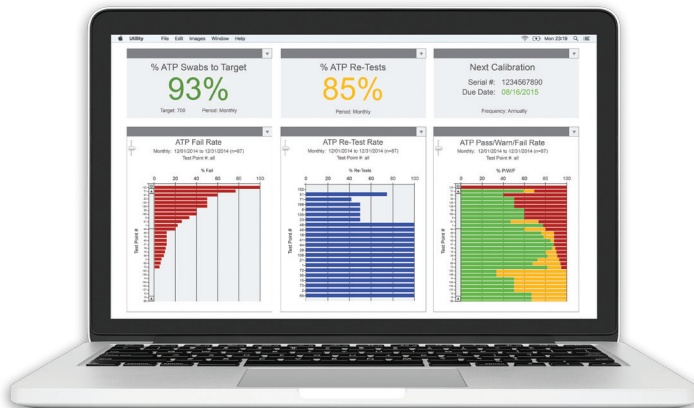 Utility File Edit Images Window Help
Mon 23:19
% ATP Swabs to Target
93%
Target: 700 Period: Monthly
% ATP Re-Tests
85%
Period: Monthly
Next Calibration
Serial #: 1234567890
Due Date: 08/16/2015
Frequency: Annually
ATP Fail Rate
Monthly: 12/01/2014 to 12/31/2014 (n=87)
Test Point #: all
% Fail
0 20 40 60 80 100
Test Point #
ATP Re-Test Rate
Monthly: 12/01/2014 to 12/31/2014 (n=87)
Test Point #: all
% Re-Tests
0 20 40 60 80 100
Test Point #
ATP Pass/Warn/Fail Rate
Monthly: 12/01/2014 to 12/31/2014 (n=87)
Test Point #: all
% P/W/F
0 20 40 60 80 100
Test Point #